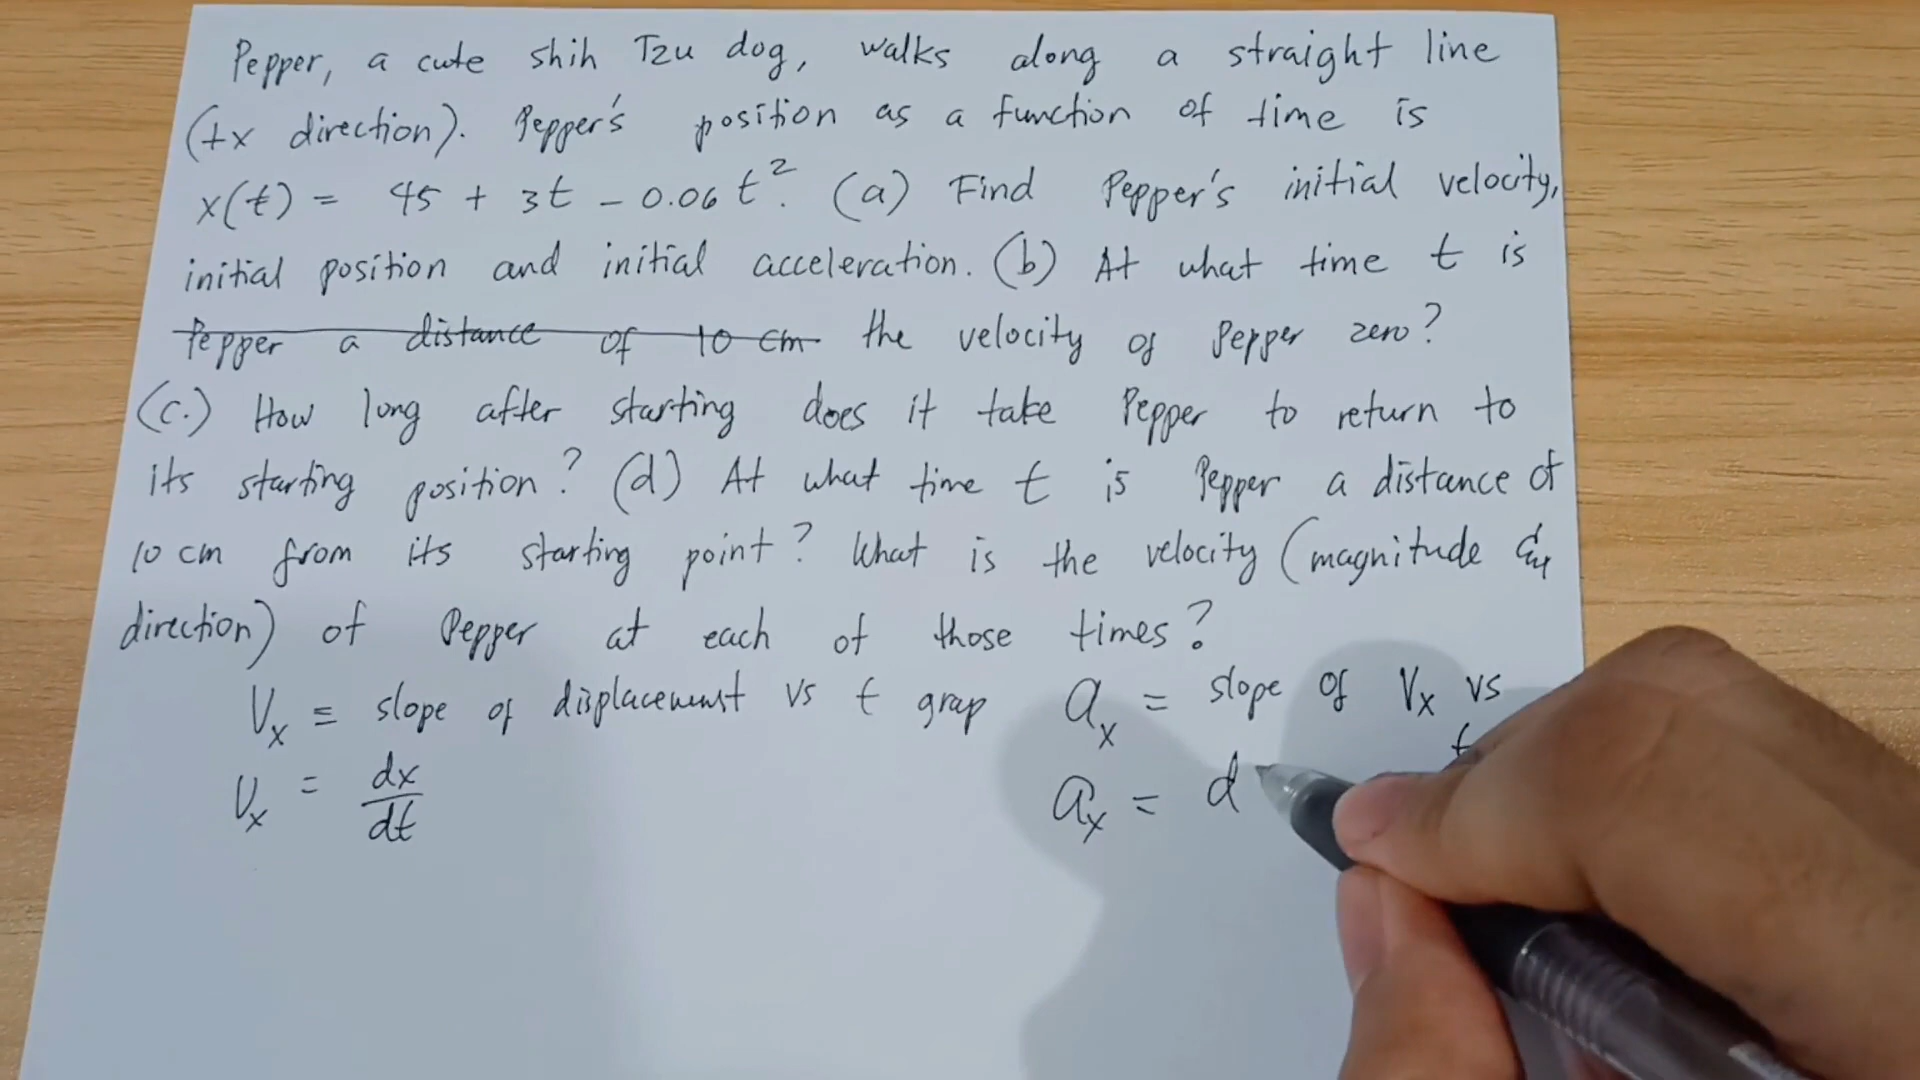 Pepper, a cute shih Tzu dog, walks along a straight line
(+x direction). Pepper's position as a function of time is
x(t) = 45 + 3t - 0.06t². (a) Find Pepper's initial velocity,
initial position and initial acceleration. (b) At what time t is
Pepper a distance of 10 cm the velocity of Pepper zero?
(c.) How long after starting does it take Pepper to return to
its starting position? (d) At what time t is Pepper a distance of
10 cm from its starting point? What is the velocity (magnitude &
direction) of Pepper at each of those times?
Vx = slope of displacement vs t grap ax = slope of Vx vs
t
Vx = dx/dt ax = d